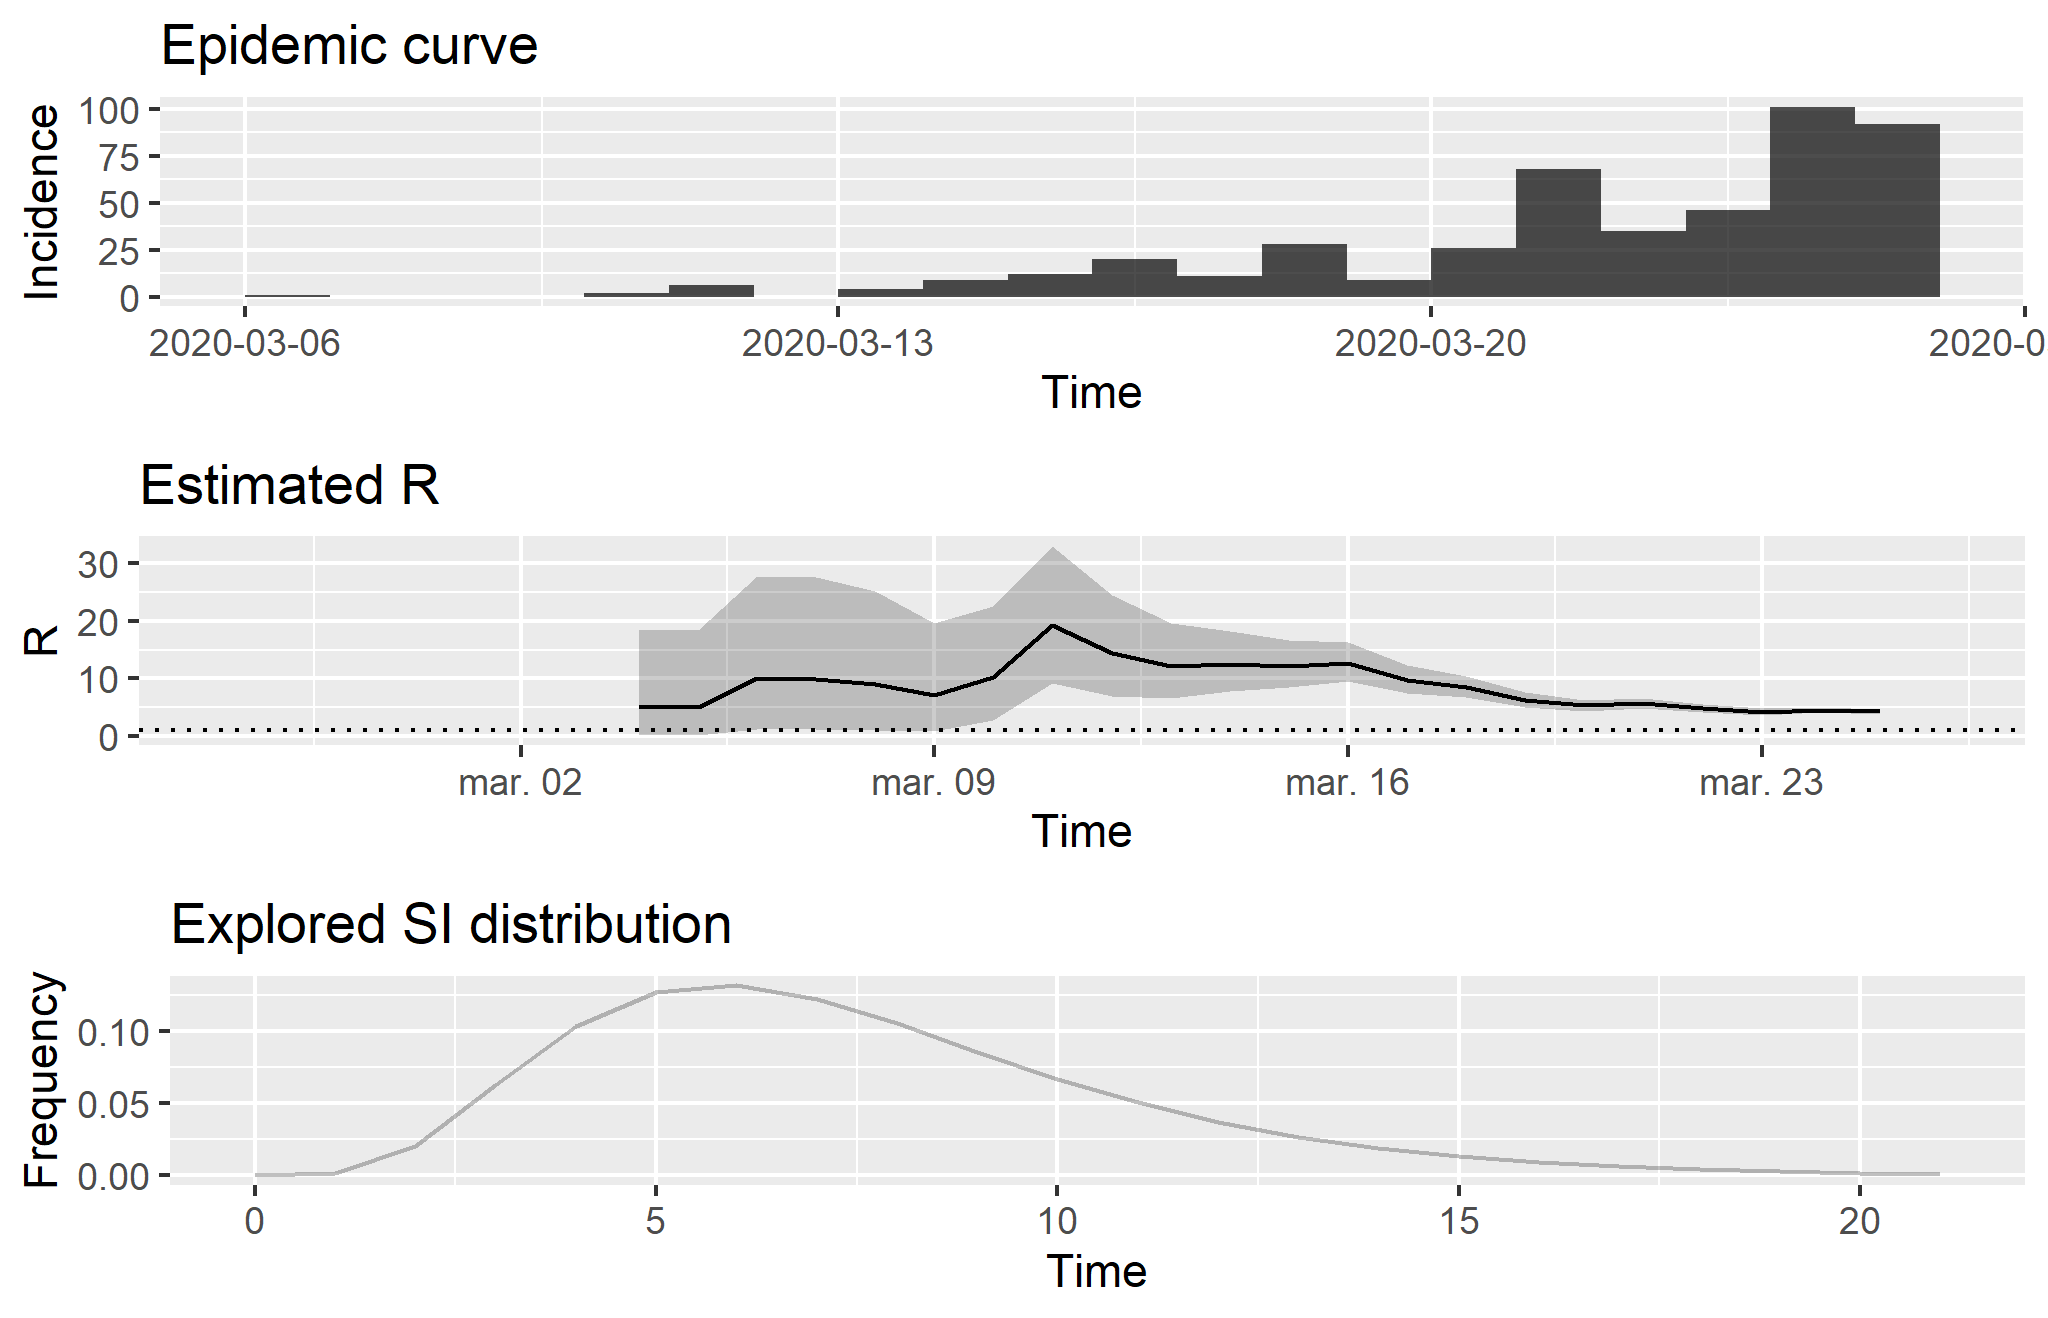 Epidemic curve
100
75
50
25
0
Incidence
2020-03-06 2020-03-13 2020-03-20 2020-0
Time
Estimated R
30
20
10
0
R
mar. 02 mar. 09 mar. 16 mar. 23
Time
Explored SI distribution
0.10
0.05
0.00
Frequency
0 5 10 15 20
Time